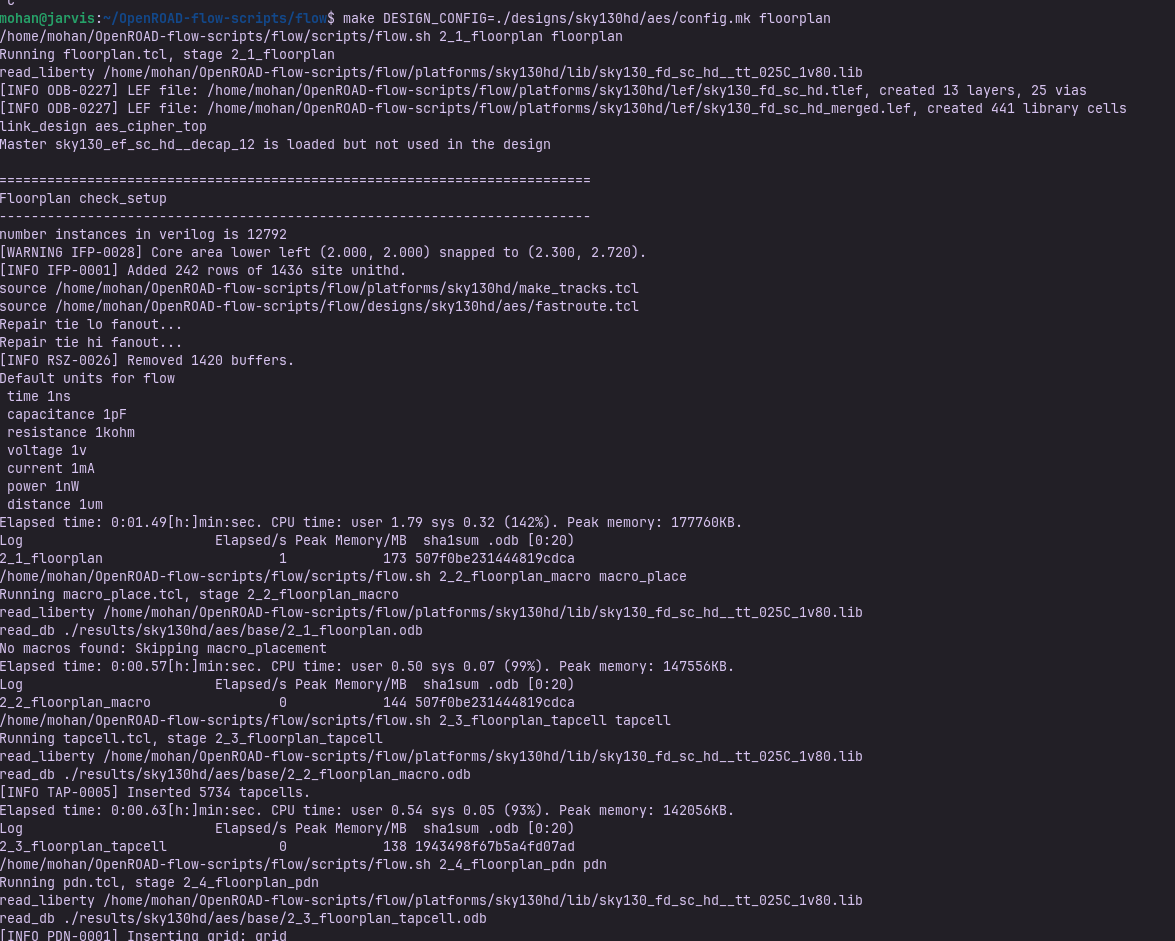 mohan@jarvis:~/OpenROAD-flow-scripts/flow$ make DESIGN_CONFIG=./designs/sky130hd/aes/config.mk floorplan
/home/mohan/OpenROAD-flow-scripts/flow/scripts/flow.sh 2_1_floorplan floorplan
Running floorplan.tcl, stage 2_1_floorplan
read_liberty /home/mohan/OpenROAD-flow-scripts/flow/platforms/sky130hd/lib/sky130_fd_sc_hd__tt_025C_1v80.lib
[INFO ODB-0227] LEF file: /home/mohan/OpenROAD-flow-scripts/flow/platforms/sky130hd/lef/sky130_fd_sc_hd.tlef, created 13 layers, 25 vias
[INFO ODB-0227] LEF file: /home/mohan/OpenROAD-flow-scripts/flow/platforms/sky130hd/lef/sky130_fd_sc_hd_merged.lef, created 441 library cells
link_design aes_cipher_top
Master sky130_ef_sc_hd__decap_12 is loaded but not used in the design
==========================================================================
Floorplan check_setup
--------------------------------------------------------------------------
number instances in verilog is 12792
[WARNING IFP-0028] Core area lower left (2.000, 2.000) snapped to (2.300, 2.720).
[INFO IFP-0001] Added 242 rows of 1436 site unithd.
source /home/mohan/OpenROAD-flow-scripts/flow/platforms/sky130hd/make_tracks.tcl
source /home/mohan/OpenROAD-flow-scripts/flow/designs/sky130hd/aes/fastroute.tcl
Repair tie lo fanout...
Repair tie hi fanout...
[INFO RSZ-0026] Removed 1420 buffers.
Default units for flow
 time 1ns
 capacitance 1pF
 resistance 1kohm
 voltage 1v
 current 1mA
 power 1nW
 distance 1um
Elapsed time: 0:01.49[h:]min:sec. CPU time: user 1.79 sys 0.32 (142%). Peak memory: 177760KB.
Log                        Elapsed/s Peak Memory/MB  sha1sum .odb [0:20)
2_1_floorplan                      1            173 507f0be231444819cdca
/home/mohan/OpenROAD-flow-scripts/flow/scripts/flow.sh 2_2_floorplan_macro macro_place
Running macro_place.tcl, stage 2_2_floorplan_macro
read_liberty /home/mohan/OpenROAD-flow-scripts/flow/platforms/sky130hd/lib/sky130_fd_sc_hd__tt_025C_1v80.lib
read_db ./results/sky130hd/aes/base/2_1_floorplan.odb
No macros found: Skipping macro_placement
Elapsed time: 0:00.57[h:]min:sec. CPU time: user 0.50 sys 0.07 (99%). Peak memory: 147556KB.
Log                        Elapsed/s Peak Memory/MB  sha1sum .odb [0:20)
2_2_floorplan_macro                0            144 507f0be231444819cdca
/home/mohan/OpenROAD-flow-scripts/flow/scripts/flow.sh 2_3_floorplan_tapcell tapcell
Running tapcell.tcl, stage 2_3_floorplan_tapcell
read_liberty /home/mohan/OpenROAD-flow-scripts/flow/platforms/sky130hd/lib/sky130_fd_sc_hd__tt_025C_1v80.lib
read_db ./results/sky130hd/aes/base/2_2_floorplan_macro.odb
[INFO TAP-0005] Inserted 5734 tapcells.
Elapsed time: 0:00.63[h:]min:sec. CPU time: user 0.54 sys 0.05 (93%). Peak memory: 142056KB.
Log                        Elapsed/s Peak Memory/MB  sha1sum .odb [0:20)
2_3_floorplan_tapcell              0            138 1943498f67b5a4fd07ad
/home/mohan/OpenROAD-flow-scripts/flow/scripts/flow.sh 2_4_floorplan_pdn pdn
Running pdn.tcl, stage 2_4_floorplan_pdn
read_liberty /home/mohan/OpenROAD-flow-scripts/flow/platforms/sky130hd/lib/sky130_fd_sc_hd__tt_025C_1v80.lib
read_db ./results/sky130hd/aes/base/2_3_floorplan_tapcell.odb
[INFO PDN-0001] Inserting grid: grid